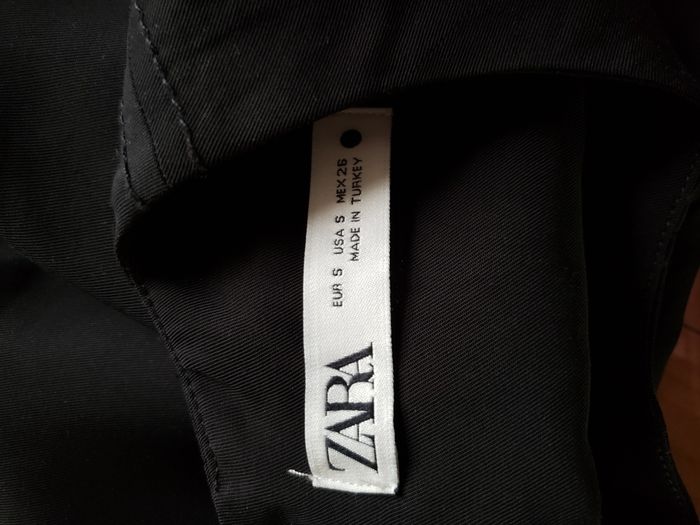 ZARA
EUR S USA S MEX 26
MADE IN TURKEY